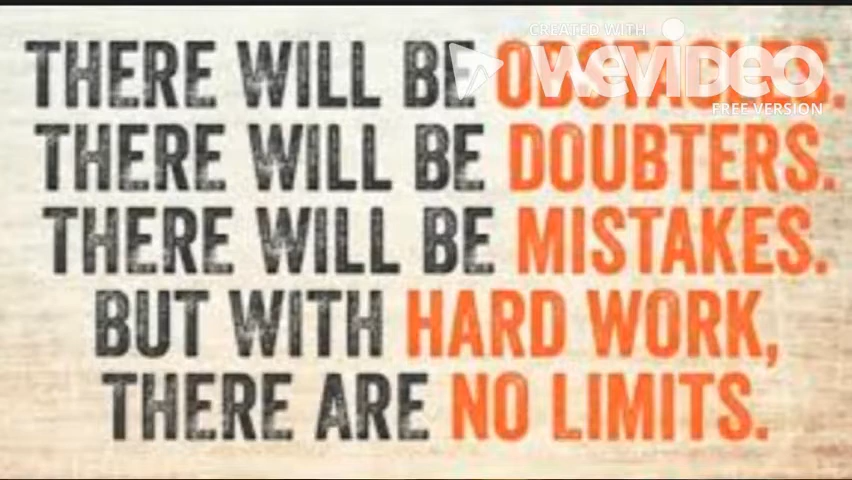 CREATED WITH
WeVideo
FREE VERSION
THERE WILL BE OBSTACLES.
THERE WILL BE DOUBTERS.
THERE WILL BE MISTAKES.
BUT WITH HARD WORK,
THERE ARE NO LIMITS.